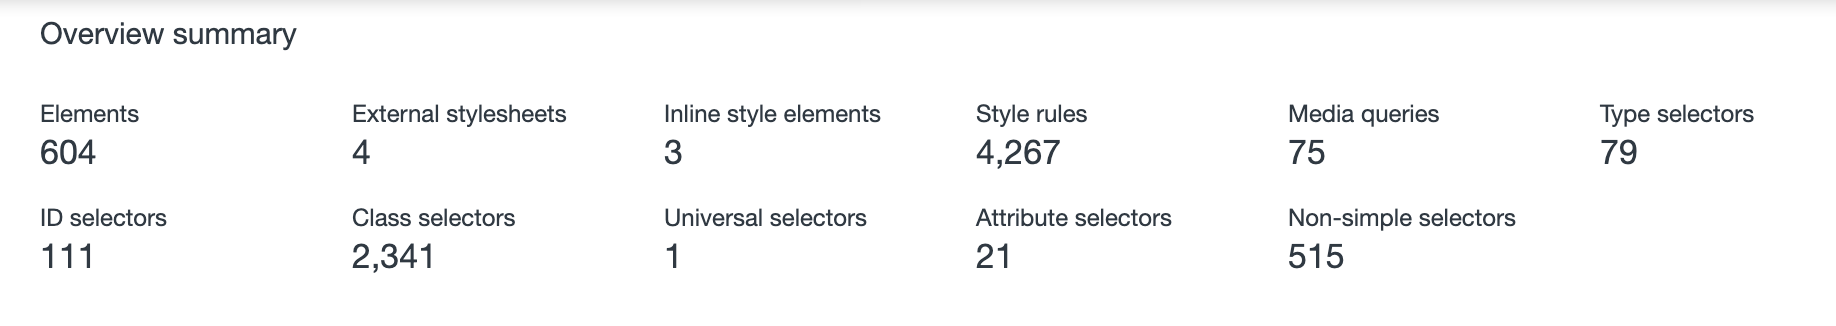 Overview summary
Elements External stylesheets Inline style elements Style rules Media queries Type selectors
604 4 3 4,267 75 79
ID selectors Class selectors Universal selectors Attribute selectors Non-simple selectors
111 2,341 1 21 515